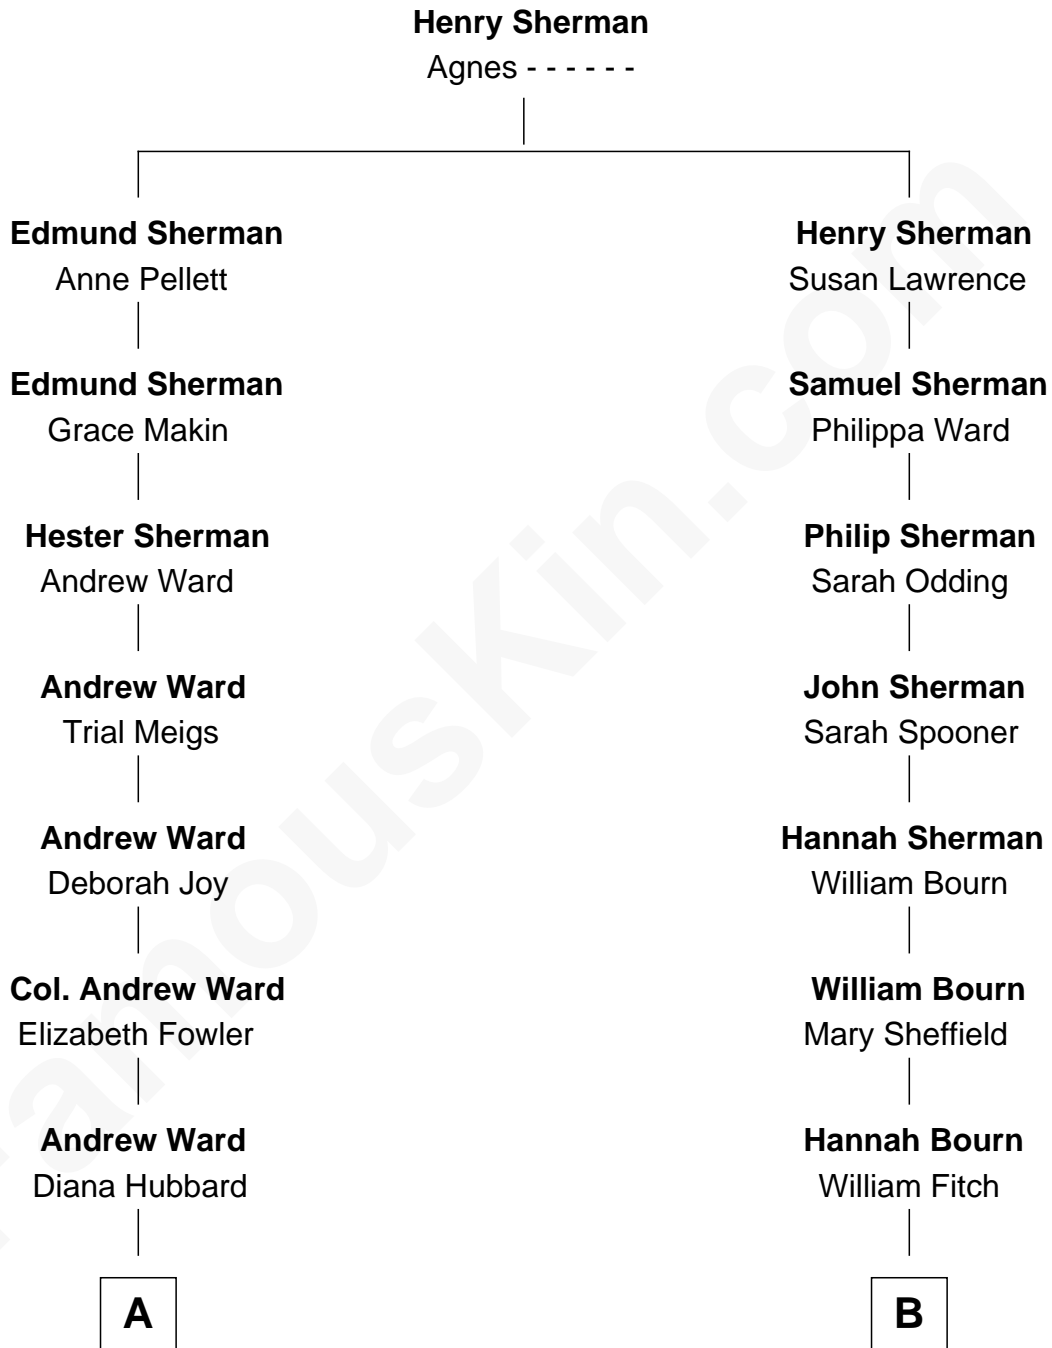 Henry Sherman
Agnes - - - - - -
Edmund Sherman
Anne Pellett
Henry Sherman
Susan Lawrence
Edmund Sherman
Grace Makin
Samuel Sherman
Philippa Ward
Hester Sherman
Andrew Ward
Philip Sherman
Sarah Odding
Andrew Ward
Trial Meigs
John Sherman
Sarah Spooner
Andrew Ward
Deborah Joy
Hannah Sherman
William Bourn
Col. Andrew Ward
Elizabeth Fowler
William Bourn
Mary Sheffield
Andrew Ward
Diana Hubbard
Hannah Bourn
William Fitch
A
B
FamousKin.com